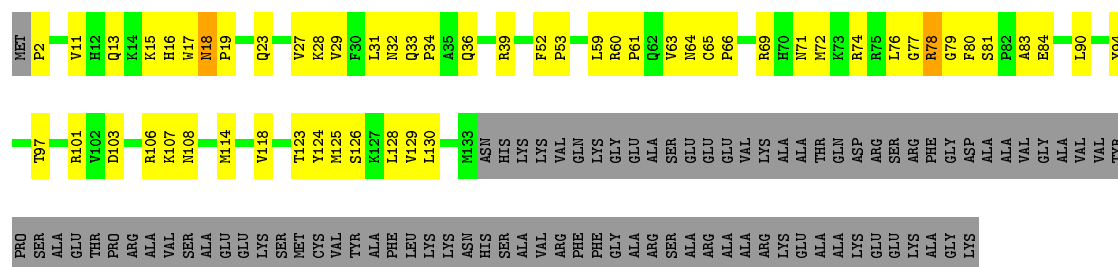 MET P2 V11 H12 Q13 K14 K15 H16 W17 N18 P19 Q23 V27 K28 V29 F30 L31 N32 Q33 P34 A35 Q36 R39 F52 P53 L59 R60 P61 Q62 V63 N64 C65 P66 R69 H70 N71 M72 K73 R74 R75 L76 G77 R78 G79 F80 S81 P82 A83 E84 L90 Y94
T97 R101 V102 D103 R106 K107 N108 M114 V118 T123 Y124 M125 S126 K127 L128 V129 L130 M133 ASN HIS LYS LYS VAL GLN LYS GLY GLU ALA SER GLU GLU VAL LYS ALA ALA THR GLN ASP ARG SER ARG PHE GLY ASP ALA ALA VAL GLY ALA VAL VAL TYR
PRO SER ALA GLU THR PRO ARG ALA VAL SER ALA GLU GLU LYS SER MET CYS VAL TYR ALA PHE LEU LYS LYS ASN HIS SER ALA VAL ARG PHE PHE GLY ALA ARG SER ALA ARG ALA ALA ARG LYS GLU ALA ALA LYS GLU GLU LYS ALA GLY LYS